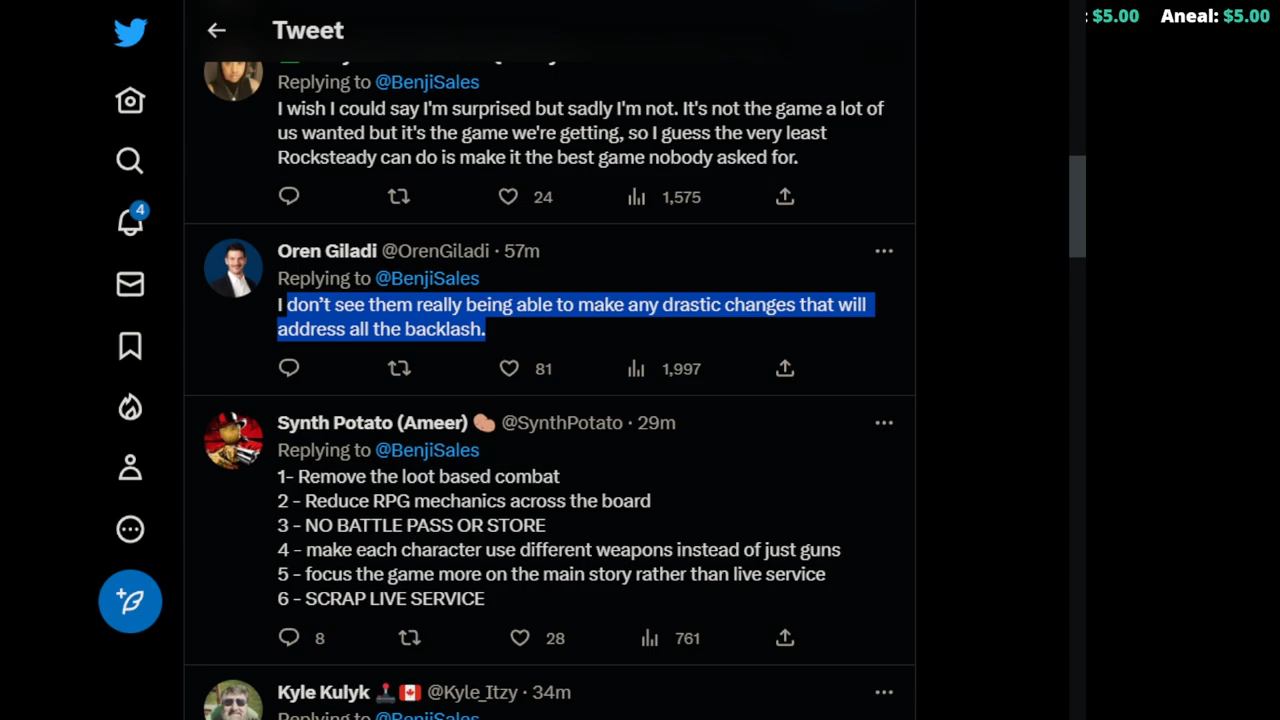 : $5.00 Aneal: $5.00
Tweet
Replying to @BenjiSales
I wish I could say I'm surprised but sadly I'm not. It's not the game a lot of
us wanted but it's the game we're getting, so I guess the very least
Rocksteady can do is make it the best game nobody asked for.
24 1,575
4
Oren Giladi @OrenGiladi · 57m
Replying to @BenjiSales
I don't see them really being able to make any drastic changes that will
address all the backlash.
81 1,997
Synth Potato (Ameer) 🥔 @SynthPotato · 29m
Replying to @BenjiSales
1- Remove the loot based combat
2 - Reduce RPG mechanics across the board
3 - NO BATTLE PASS OR STORE
4 - make each character use different weapons instead of just guns
5 - focus the game more on the main story rather than live service
6 - SCRAP LIVE SERVICE
8 28 761
Kyle Kulyk 🕹️🇨🇦 @Kyle_Itzy · 34m
Replying to @BenjiSales